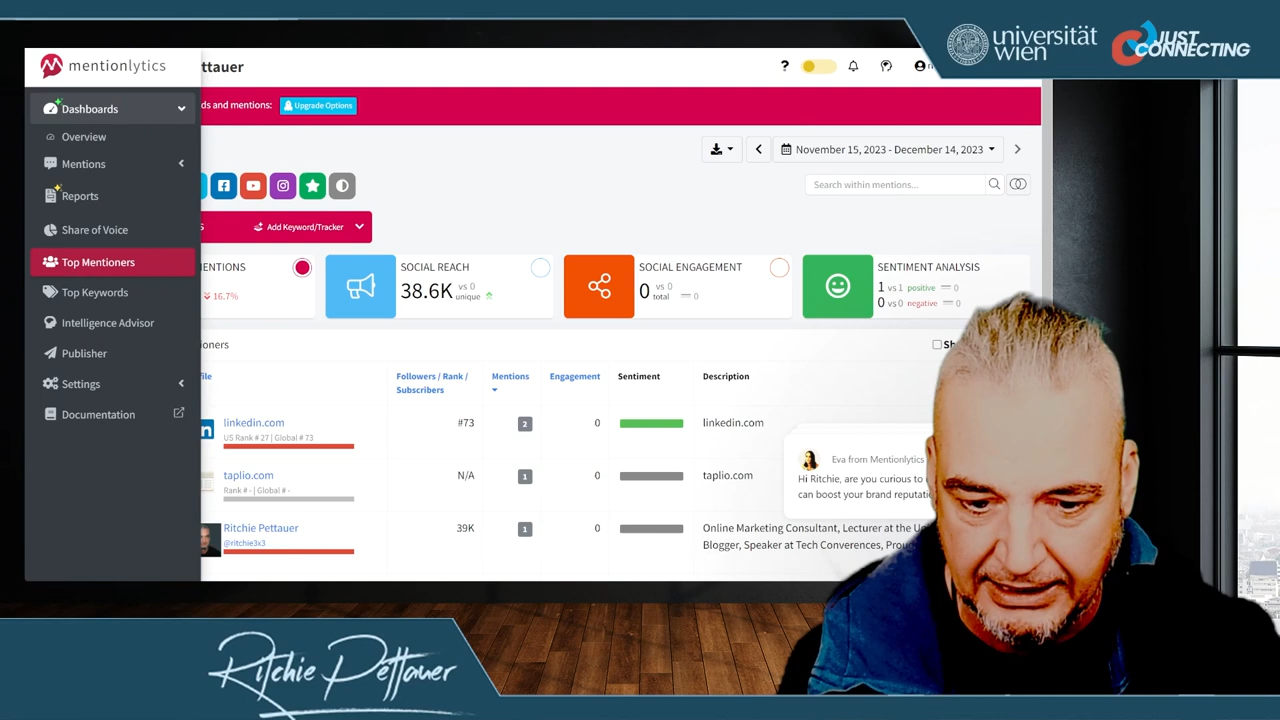 universität
wien
JUST
CONNECTING
mentionlytics
ettauer
?
Dashboards
ds and mentions:
Upgrade Options
Overview
Mentions
November 15, 2023 - December 14, 2023
Reports
Search within mentions...
Share of Voice
S
Add Keyword/Tracker
Top Mentioners
ENTIONS
SOCIAL REACH
SOCIAL ENGAGEMENT
SENTIMENT ANALYSIS
Top Keywords
16.7%
38.6K
vs 0
unique
0
vs 0
total
0
1 vs 1 positive 0
0 vs 0 negative 0
Intelligence Advisor
Publisher
oners
Sh
Settings
file
Followers / Rank /
Subscribers
Mentions
Engagement
Sentiment
Description
Documentation
linkedin.com
US Rank # 27 | Global # 73
#73
2
0
linkedin.com
taplio.com
Rank # - | Global # -
N/A
1
0
taplio.com
Eva from Mentionlytics
Hi Ritchie, are you curious to
can boost your brand reputati
Ritchie Pettauer
@ritchie3x3
39K
1
0
Online Marketing Consultant, Lecturer at the Un
Blogger, Speaker at Tech Converences, Prou
Ritchie Pettauer